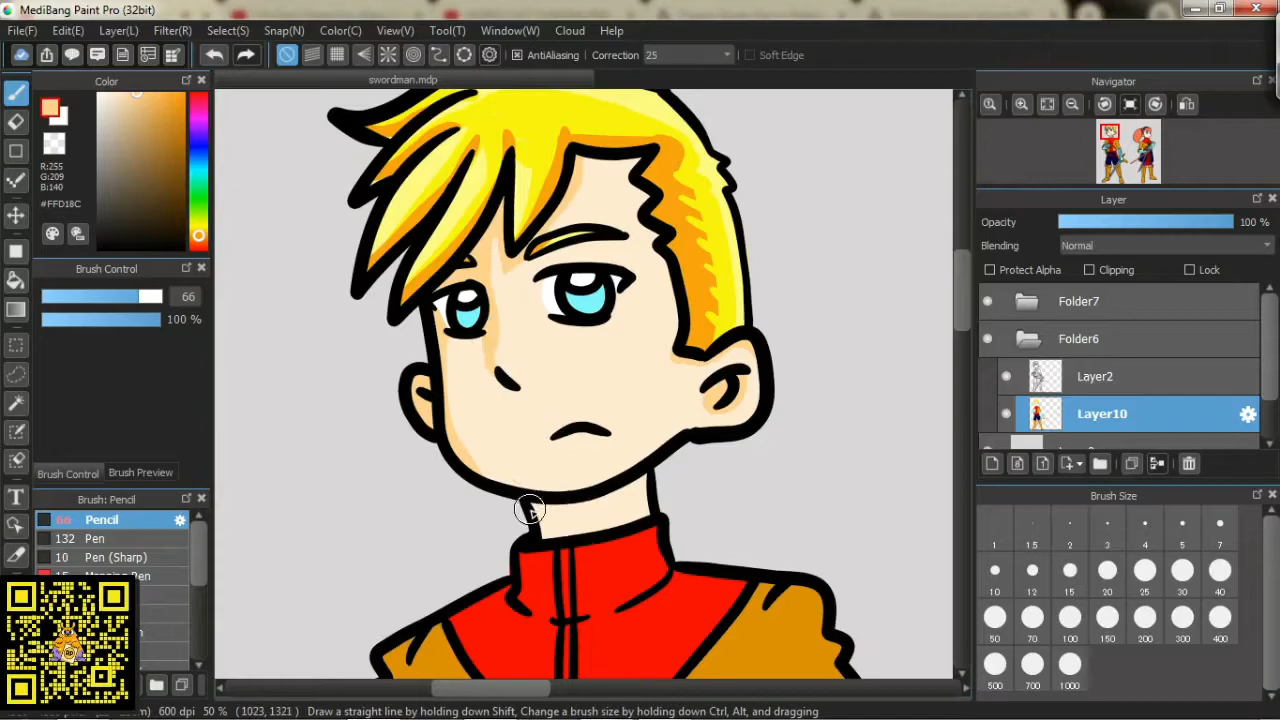 MediBang Paint Pro (32bit)
File(F) Edit(E) Layer(L) Filter(R) Select(S) Snap(N) Color(C) View(V) Tool(T) Window(W) Cloud Help
AntiAliasing Correction 25 Soft Edge
Color
swordman.mdp
Navigator
R:255
G:209
B:140
#FFD18C
Layer
Opacity 100 %
Blending Normal
Protect Alpha Clipping Lock
Brush Control
66
100 %
Folder7
Folder6
Layer2
Layer10
Brush Control Brush Preview
Brush: Pencil
66 Pencil
132 Pen
10 Pen (Sharp)
Brush Size
1 1.5 2 3 4 5 7
10 12 15 20 25 30 40
50 70 100 150 200 300 400
500 700 1000
600 dpi 50 % (1023, 1321) Draw a straight line by holding down Shift, Change a brush size by holding down Ctrl, Alt, and dragging